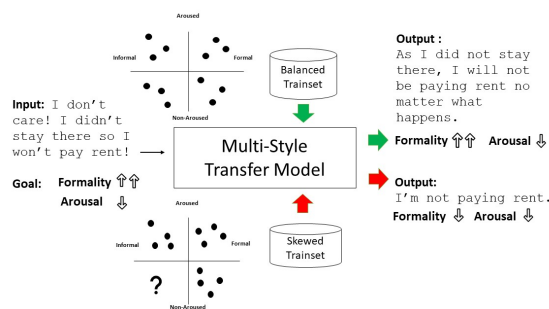 Aroused
Informal
Formal
Non-Aroused
Balanced
Trainset
Input: I don't
care! I didn't
stay there so I
won't pay rent!
Goal: Formality ⇧⇧
Arousal ⇩
Multi-Style
Transfer Model
Output :
As I did not stay
there, I will not
be paying rent no
matter what
happens.
Formality ⇧⇧ Arousal ⇩
Output:
I'm not paying rent.
Formality ⇩ Arousal ⇩
Aroused
Informal
Formal
?
Non-Aroused
Skewed
Trainset